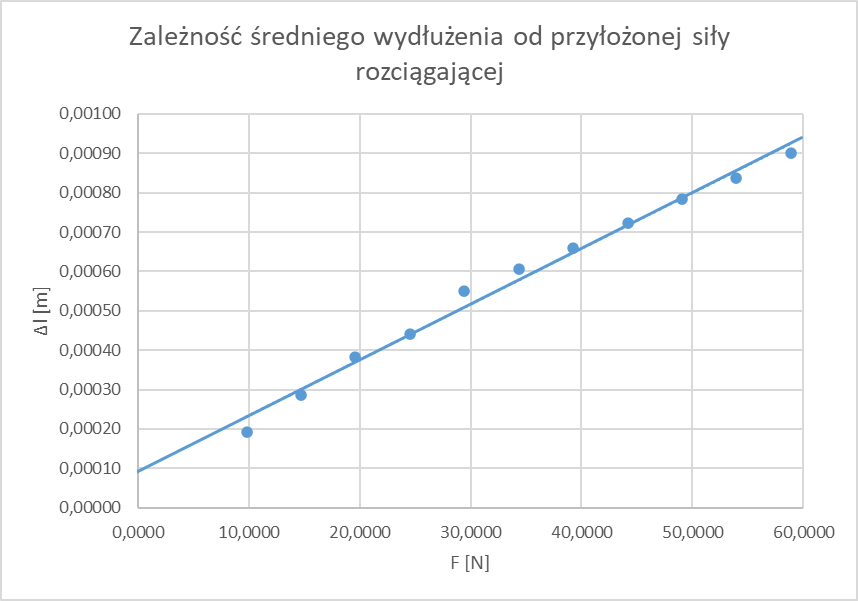 Zależność średniego wydłużenia od przyłożonej siły
rozciągającej
0,00100
0,00090
0,00080
0,00070
0,00060
0,00050
0,00040
0,00030
0,00020
0,00010
0,00000
Δl [m]
0,0000 10,0000 20,0000 30,0000 40,0000 50,0000 60,0000
F [N]